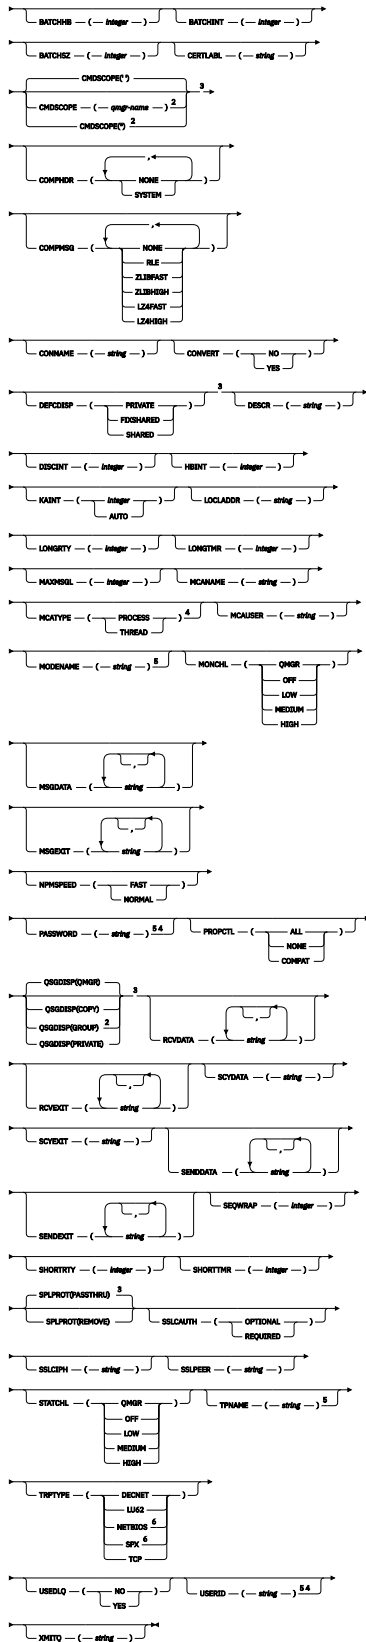 BATCHHB ( integer ) BATCHINT ( integer )
BATCHSZ ( integer ) CERTLABL ( string )
CMDSCOPE(' ') 3
CMDSCOPE ( qmgr-name ) 2
CMDSCOPE(*) 2
,
COMPHDR ( NONE )
SYSTEM
,
COMPMSG ( NONE )
RLE
ZLIBFAST
ZLIBHIGH
LZ4FAST
LZ4HIGH
CONNAME ( string ) CONVERT ( NO )
YES
DEFCDISP ( PRIVATE ) 3 DESCR ( string )
FIXSHARED
SHARED
DISCINT ( integer ) HBINT ( integer )
KAINT ( integer ) LOCLADDR ( string )
AUTO
LONGRTY ( integer ) LONGTMR ( integer )
MAXMSGL ( integer ) MCANAME ( string )
MCATYPE ( PROCESS ) 4 MCAUSER ( string )
THREAD
MODENAME ( string ) 5 MONCHL ( QMGR )
OFF
LOW
MEDIUM
HIGH
,
MSGDATA ( string )
,
MSGEXIT ( string )
NPMSPEED ( FAST )
NORMAL
PASSWORD ( string ) 5 4 PROPCTL ( ALL )
NONE
COMPAT
QSGDISP(QMGR) 3
QSGDISP(COPY) ,
QSGDISP(GROUP) 2 RCVDATA ( string )
QSGDISP(PRIVATE)
, SCYDATA ( string )
RCVEXIT ( string )
SCYEXIT ( string ) ,
SENDDATA ( string )
, SEQWRAP ( integer )
SENDEXIT ( string )
SHORTRTY ( integer ) SHORTTMR ( integer )
SPLPROT(PASSTHRU) 3
SPLPROT(REMOVE) SSLCAUTH ( OPTIONAL )
REQUIRED
SSLCIPH ( string ) SSLPEER ( string )
STATCHL ( QMGR ) TPNAME ( string ) 5
OFF
LOW
MEDIUM
HIGH
TRPTYPE ( DECNET )
LU62
NETBIOS 6
SPX 6
TCP
USEDLQ ( NO ) USERID ( string ) 5 4
YES
XMITQ ( string )